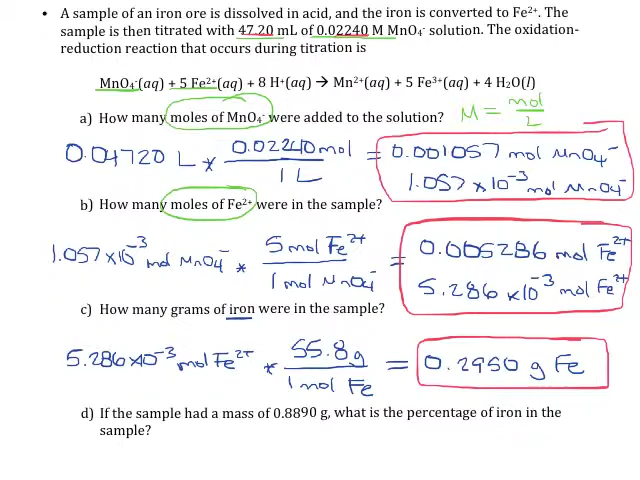 • A sample of an iron ore is dissolved in acid, and the iron is converted to Fe²⁺. The
sample is then titrated with 47.20 mL of 0.02240 M MnO₄⁻ solution. The oxidation-
reduction reaction that occurs during titration is
MnO₄⁻(aq) + 5 Fe²⁺(aq) + 8 H⁺(aq) → Mn²⁺(aq) + 5 Fe³⁺(aq) + 4 H₂O(l)
a) How many moles of MnO₄⁻ were added to the solution? M = mol/L
0.04720 L * 0.02240 mol / 1 L = 0.001057 mol MnO₄⁻
1.057 x 10⁻³ mol MnO₄⁻
b) How many moles of Fe²⁺ were in the sample?
1.057 x 10⁻³ mol MnO₄⁻ * 5 mol Fe²⁺ / 1 mol MnO₄⁻ = 0.005286 mol Fe²⁺
5.286 x 10⁻³ mol Fe²⁺
c) How many grams of iron were in the sample?
5.286 x 10⁻³ mol Fe²⁺ * 55.8 g / 1 mol Fe = 0.2950 g Fe
d) If the sample had a mass of 0.8890 g, what is the percentage of iron in the
sample?